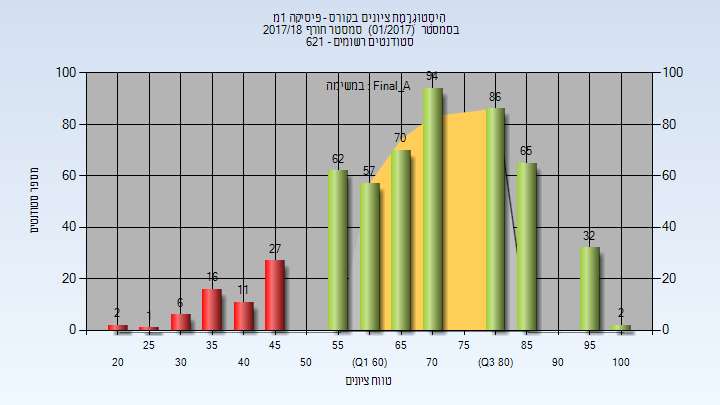 היסטוגרמת ציונים בקורס - פיסיקה 1מ
בסמסטר (01/2017) סמסטר חורף 2017/18
סטודנטים רשומים - 621
במשימה : Final_A
מספר סטודנטים
100 80 60 40 20 0
100 80 60 40 20 0
2 1 6 16 11 27 62 57 70 94 86 65 32 2
25 35 45 55 65 75 85 95
20 30 40 50 (Q1 60) 70 (Q3 80) 90 100
טווח ציונים